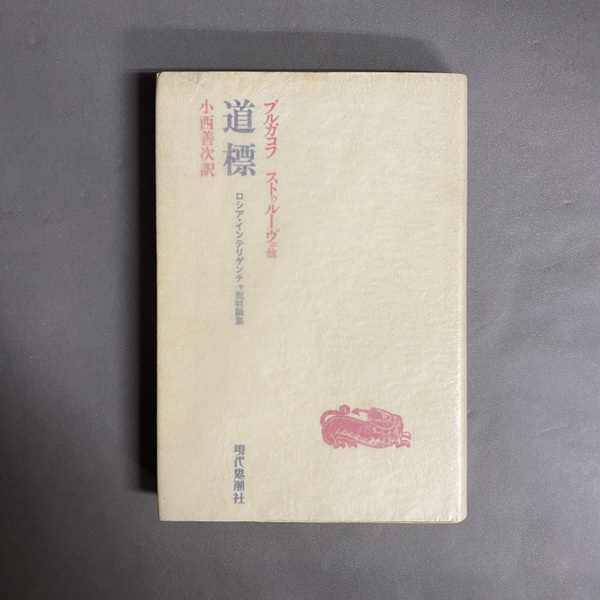 ブルガコフ ストゥルーヴェ他
道標
ロシア・インテリゲンチャ批判論集
小西善次訳
現代思潮社